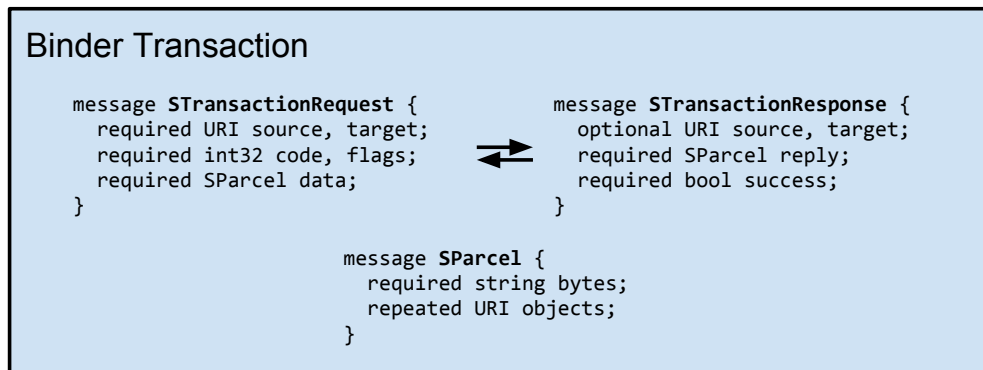 Binder Transaction
message STransactionRequest {
required URI source, target;
required int32 code, flags;
required SParcel data;
}
message STransactionResponse {
optional URI source, target;
required SParcel reply;
required bool success;
}
message SParcel {
required string bytes;
repeated URI objects;
}